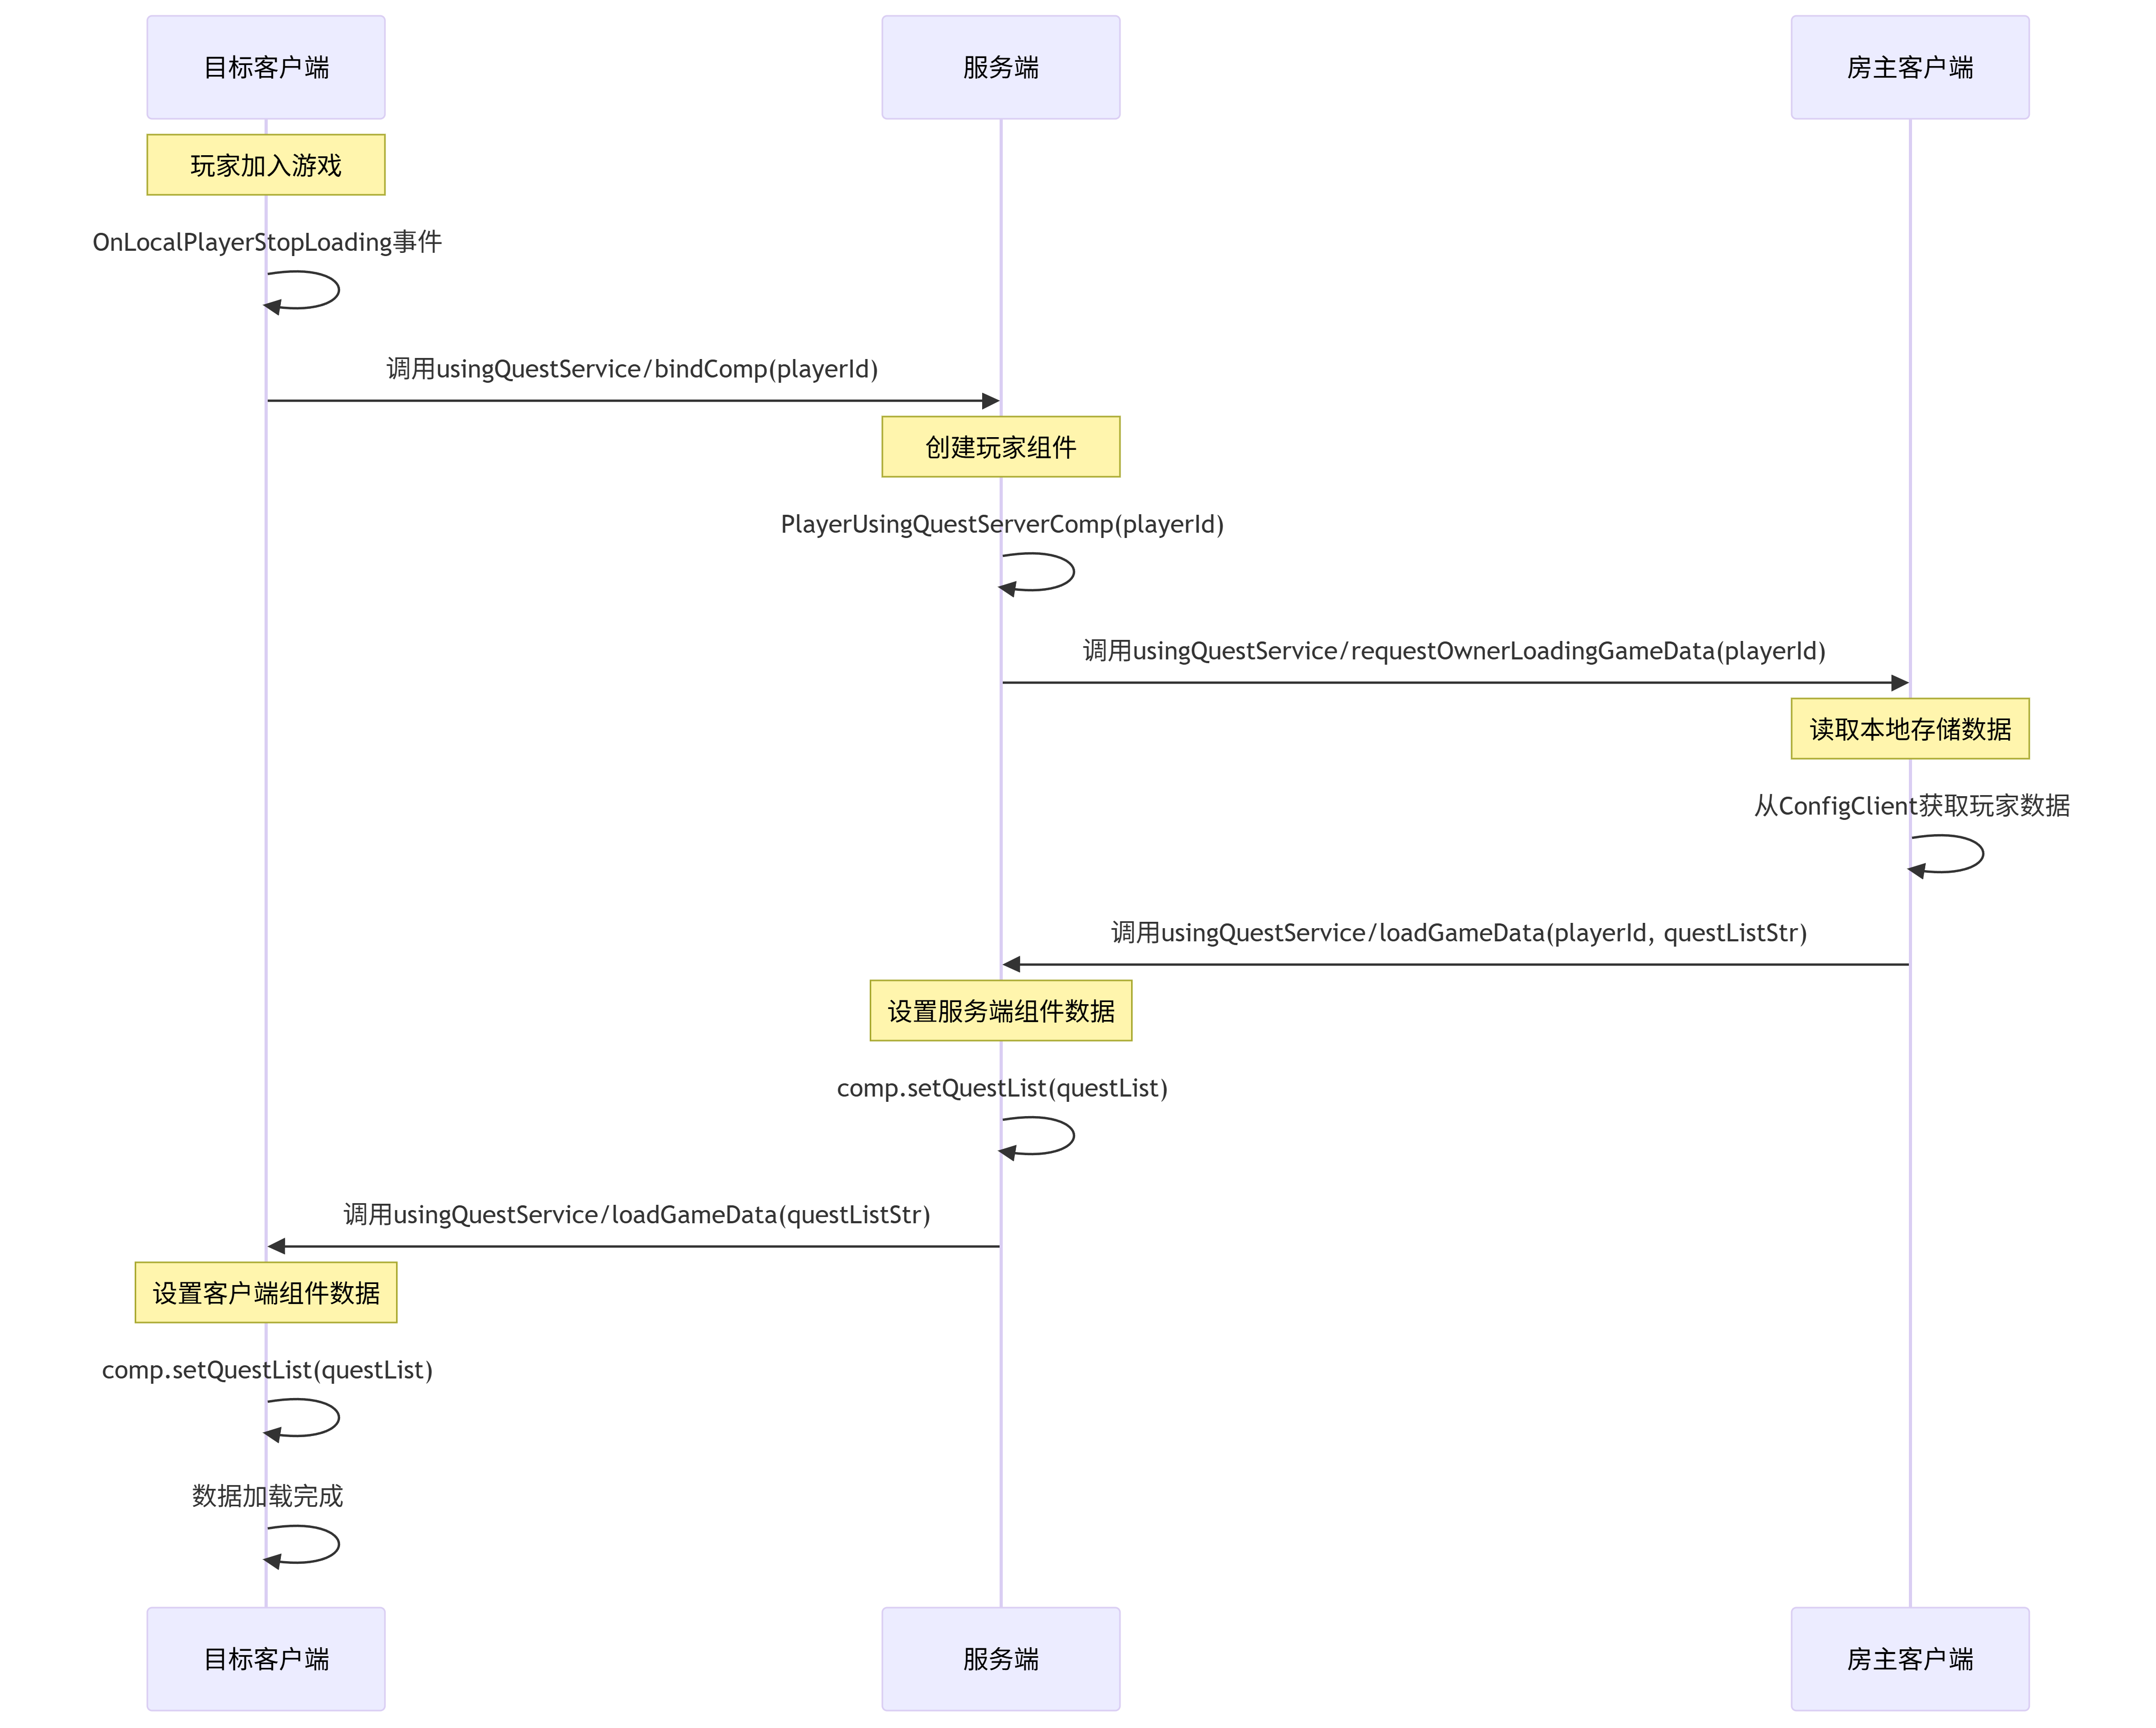 目标客户端
服务端
房主客户端
玩家加入游戏
OnLocalPlayerStopLoading事件
调用usingQuestService/bindComp(playerId)
创建玩家组件
PlayerUsingQuestServerComp(playerId)
调用usingQuestService/requestOwnerLoadingGameData(playerId)
读取本地存储数据
从ConfigClient获取玩家数据
调用usingQuestService/loadGameData(playerId, questListStr)
设置服务端组件数据
comp.setQuestList(questList)
调用usingQuestService/loadGameData(questListStr)
设置客户端组件数据
comp.setQuestList(questList)
数据加载完成
目标客户端
服务端
房主客户端